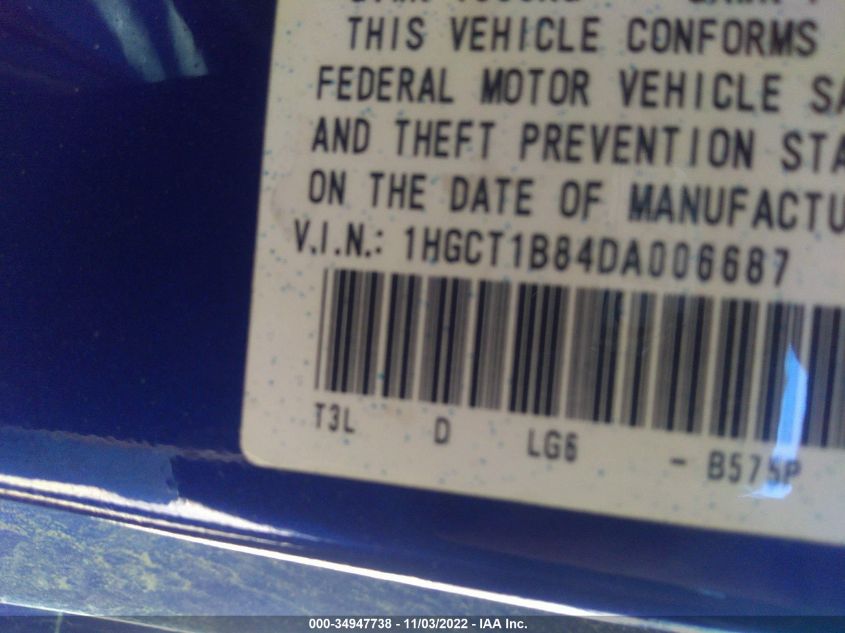 THIS VEHICLE CONFORMS
FEDERAL MOTOR VEHICLE SA
AND THEFT PREVENTION STA
ON THE DATE OF MANUFACTU
V.I.N.: 1HGCT1B84DA006687
T3L D LG6 - B575P
000-34947738 - 11/03/2022 - IAA Inc.